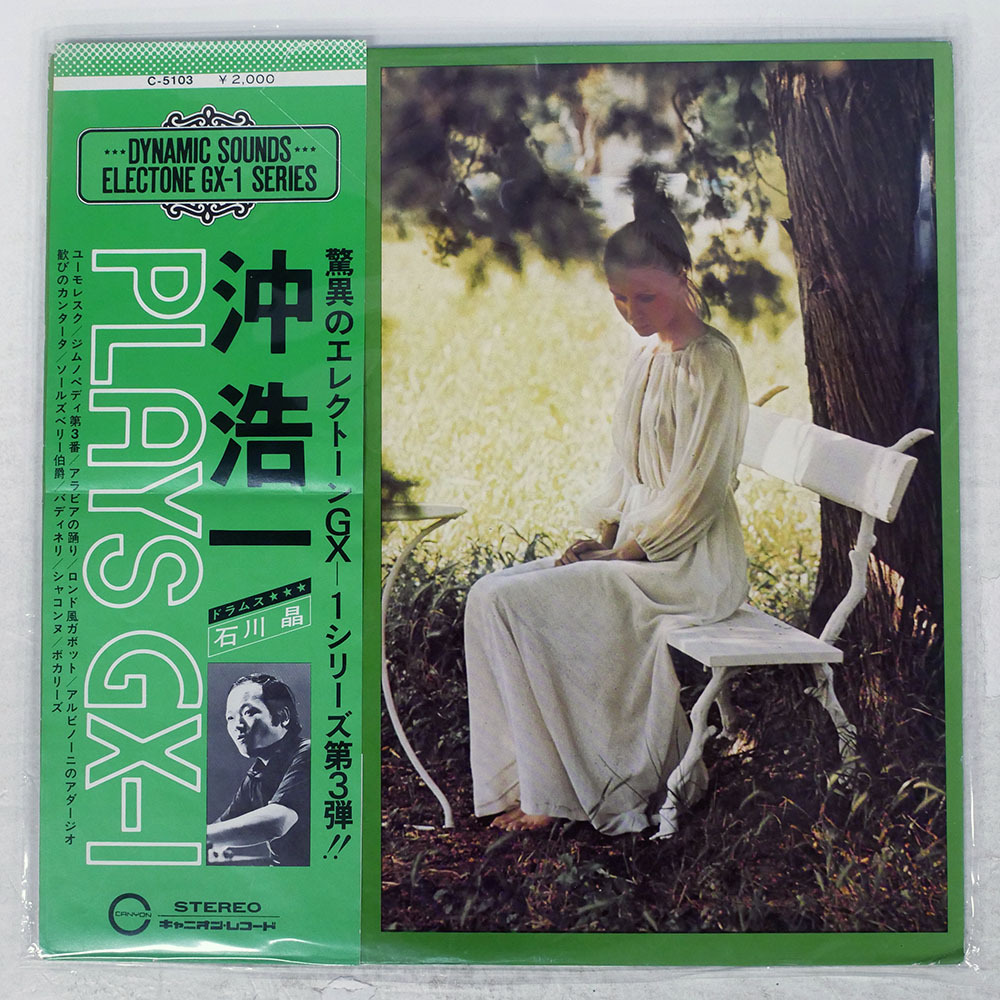 C-5103 ¥2,000
***DYNAMIC SOUNDS***
ELECTONE GX-1 SERIES
驚異のエレクトーンGX-1シリーズ第3弾!!
沖浩一
ドラムス★★★
石川 晶
PLAYS GX-1
ユーモレスク/ジムノペディ第3番/アラビアの踊り/ロンド風ガボット/アルビノーニのアダージオ
歓びのカンタータ/ソールズベリー伯爵/バディネリ/シャコンヌ/ボカリーズ
CANYON
STEREO
キャニオン・レコード